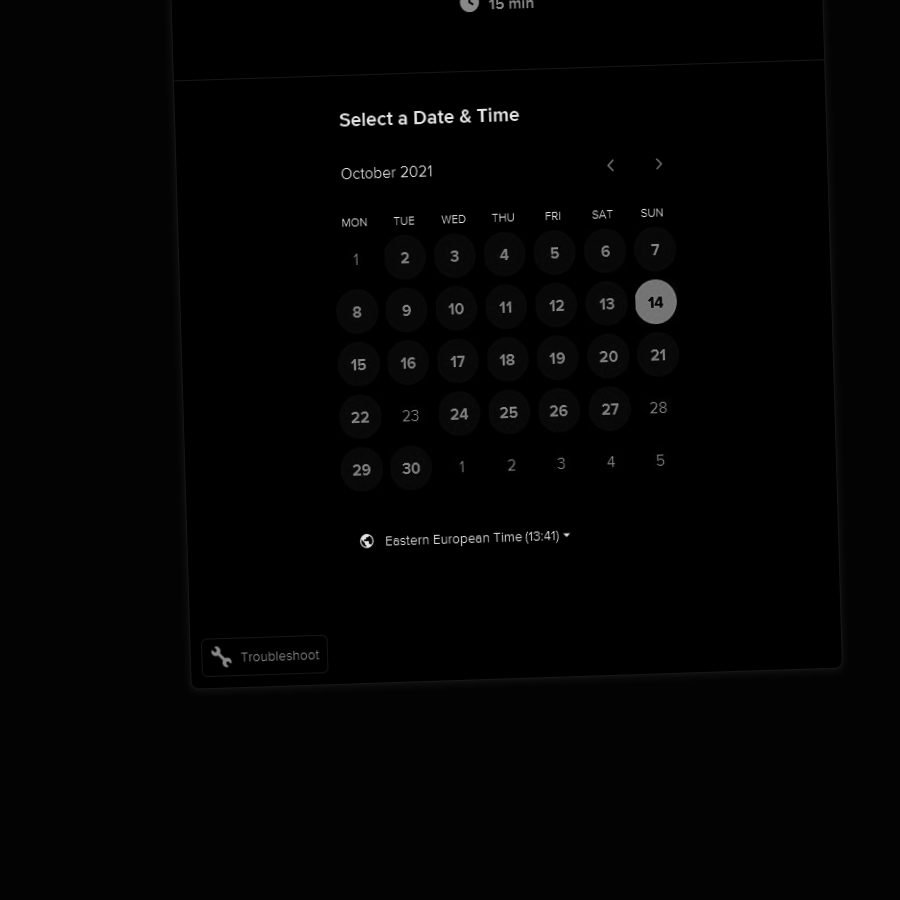 15 min
Select a Date & Time
October 2021
MON TUE WED THU FRI SAT SUN
1 2 3 4 5 6 7
8 9 10 11 12 13 14
15 16 17 18 19 20 21
22 23 24 25 26 27 28
29 30 1 2 3 4 5
Eastern European Time (13:41)
Troubleshoot